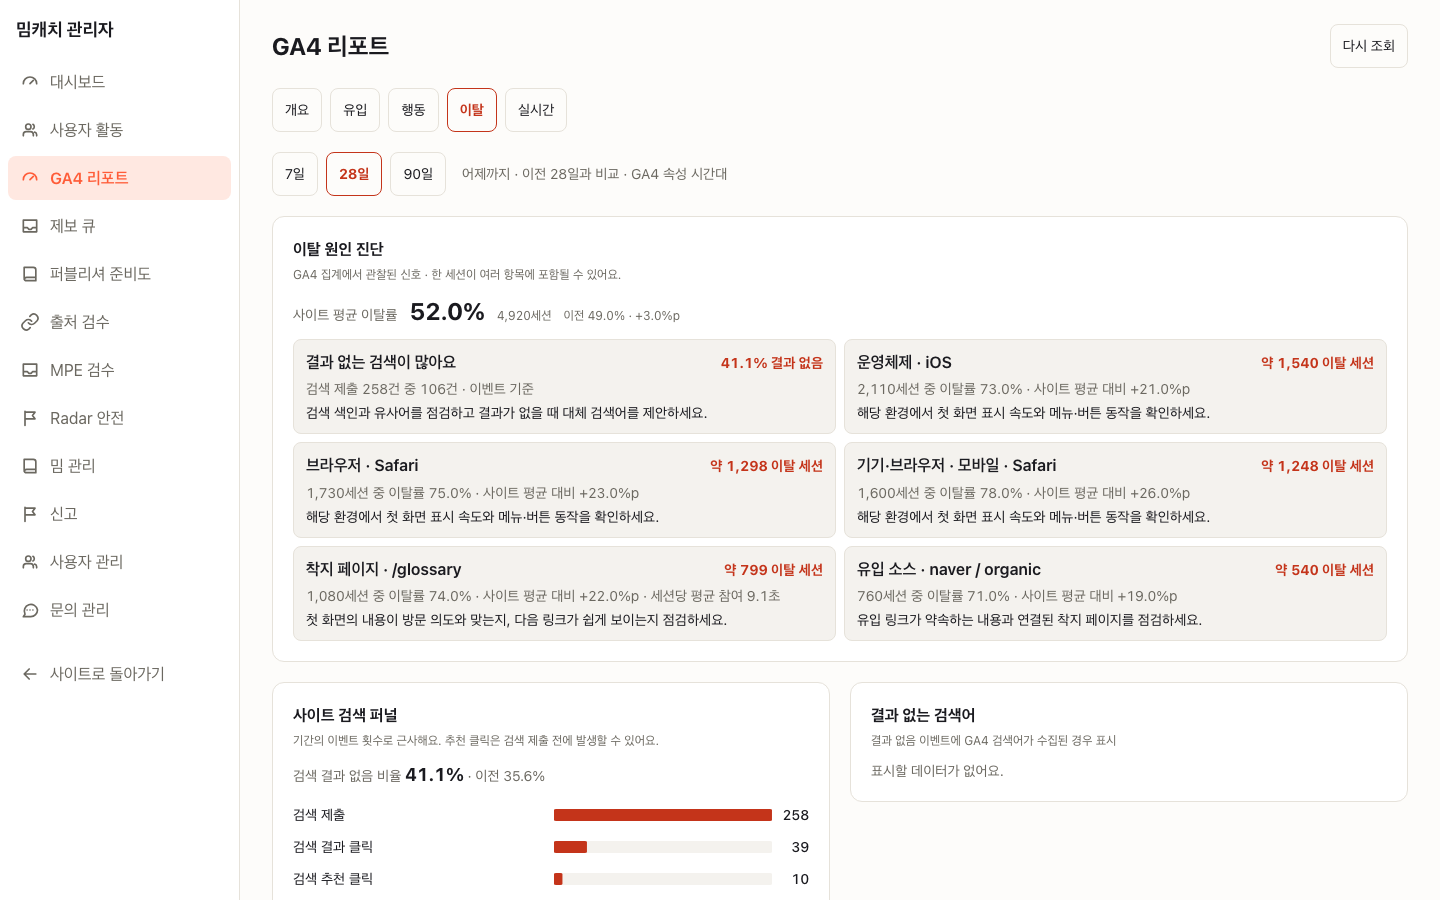 밈캐치 관리자
대시보드
사용자 활동
GA4 리포트
제보 큐
퍼블리셔 준비도
출처 검수
MPE 검수
Radar 안전
밈 관리
신고
사용자 관리
문의 관리
사이트로 돌아가기
GA4 리포트
다시 조회
개요
유입
행동
이탈
실시간
7일
28일
90일
어제까지 · 이전 28일과 비교 · GA4 속성 시간대
이탈 원인 진단
GA4 집계에서 관찰된 신호 · 한 세션이 여러 항목에 포함될 수 있어요.
사이트 평균 이탈률 52.0% 4,920세션 이전 49.0% · +3.0%p
결과 없는 검색이 많아요 41.1% 결과 없음
검색 제출 258건 중 106건 · 이벤트 기준
검색 색인과 유사어를 점검하고 결과가 없을 때 대체 검색어를 제안하세요.
운영체제 · iOS 약 1,540 이탈 세션
2,110세션 중 이탈률 73.0% · 사이트 평균 대비 +21.0%p
해당 환경에서 첫 화면 표시 속도와 메뉴·버튼 동작을 확인하세요.
브라우저 · Safari 약 1,298 이탈 세션
1,730세션 중 이탈률 75.0% · 사이트 평균 대비 +23.0%p
해당 환경에서 첫 화면 표시 속도와 메뉴·버튼 동작을 확인하세요.
기기·브라우저 · 모바일 · Safari 약 1,248 이탈 세션
1,600세션 중 이탈률 78.0% · 사이트 평균 대비 +26.0%p
해당 환경에서 첫 화면 표시 속도와 메뉴·버튼 동작을 확인하세요.
착지 페이지 · /glossary 약 799 이탈 세션
1,080세션 중 이탈률 74.0% · 사이트 평균 대비 +22.0%p · 세션당 평균 참여 9.1초
첫 화면의 내용이 방문 의도와 맞는지, 다음 링크가 쉽게 보이는지 점검하세요.
유입 소스 · naver / organic 약 540 이탈 세션
760세션 중 이탈률 71.0% · 사이트 평균 대비 +19.0%p
유입 링크가 약속하는 내용과 연결된 착지 페이지를 점검하세요.
사이트 검색 퍼널
기간의 이벤트 횟수로 근사해요. 추천 클릭은 검색 제출 전에 발생할 수 있어요.
검색 결과 없음 비율 41.1% · 이전 35.6%
검색 제출 258
검색 결과 클릭 39
검색 추천 클릭 10
결과 없는 검색어
결과 없음 이벤트에 GA4 검색어가 수집된 경우 표시
표시할 데이터가 없어요.